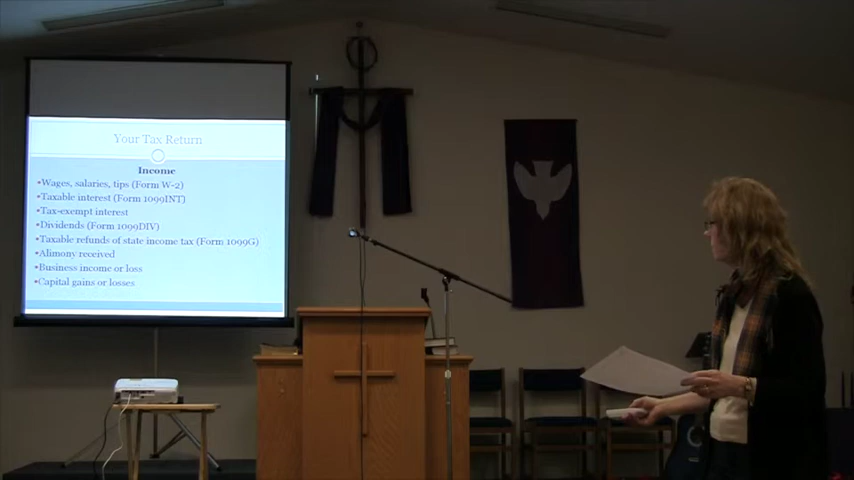 Your Tax Return
Income
•Wages, salaries, tips (Form W-2)
•Taxable interest (Form 1099INT)
•Tax-exempt interest
•Dividends (Form 1099DIV)
•Taxable refunds of state income tax (Form 1099G)
•Alimony received
•Business income or loss
•Capital gains or losses